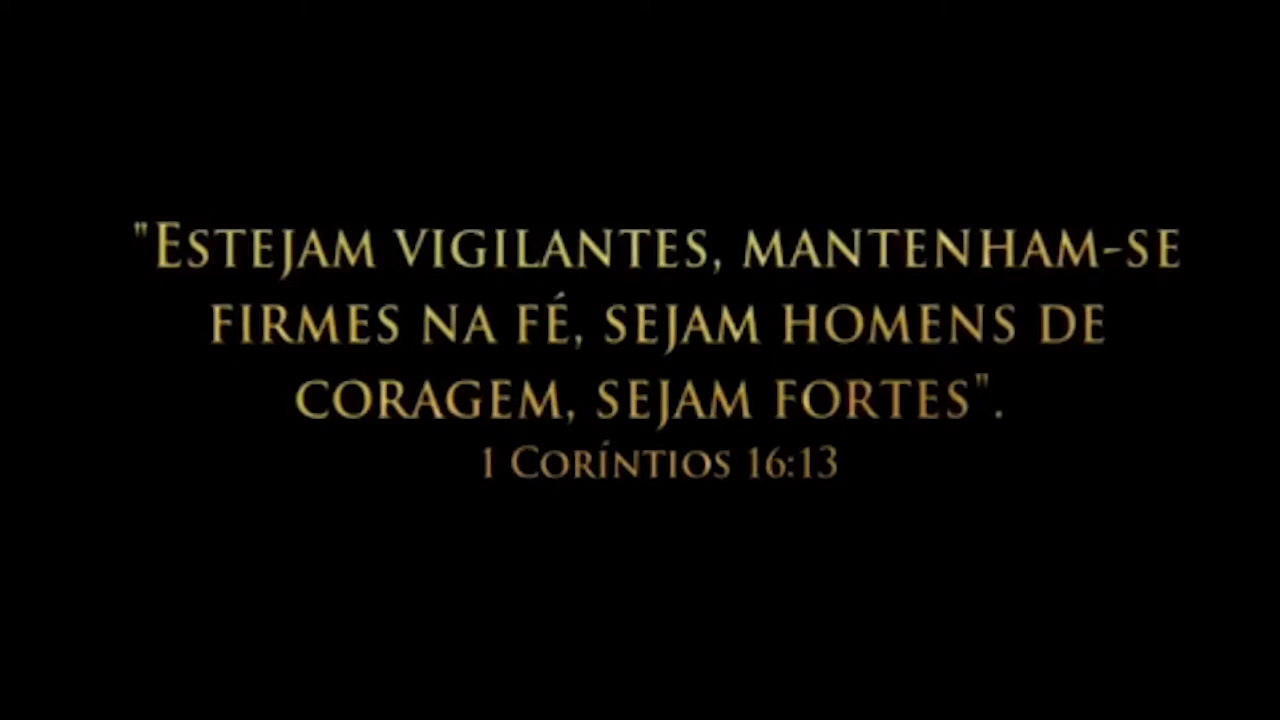 "Estejam vigilantes, mantenham-se
firmes na fé, sejam homens de
coragem, sejam fortes".
1 Coríntios 16:13